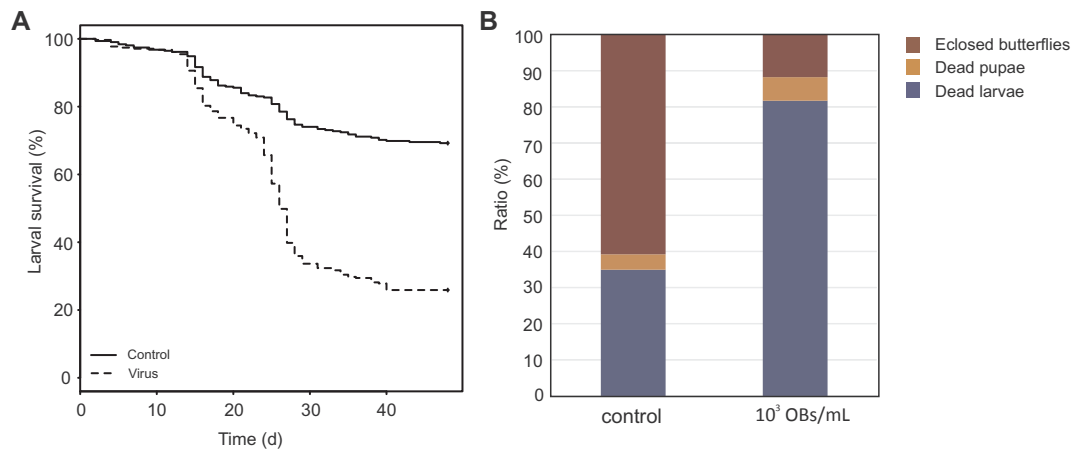 A
Larval survival (%)
100
80
60
40
20
0
Control
Virus
0 10 20 30 40
Time (d)
B
Ratio (%)
100
90
80
70
60
50
40
30
20
10
0
control 10³ OBs/mL
Eclosed butterflies
Dead pupae
Dead larvae